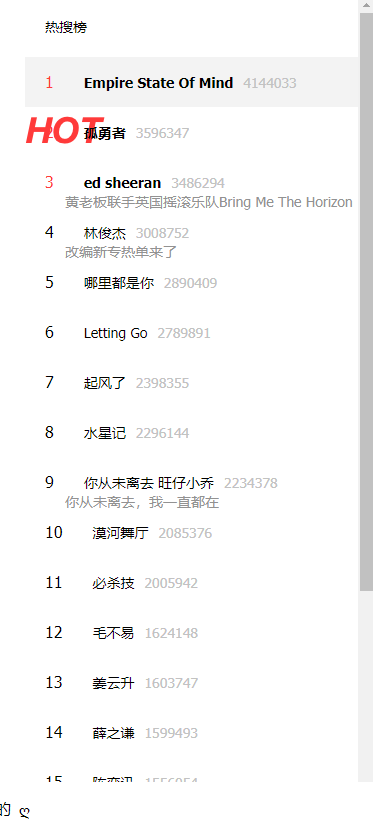 热搜榜
1 Empire State Of Mind 4144033
HOT
2 孤勇者 3596347
3 ed sheeran 3486294
黄老板联手英国摇滚乐队Bring Me The Horizon
4 林俊杰 3008752
改编新专热单来了
5 哪里都是你 2890409
6 Letting Go 2789891
7 起风了 2398355
8 水星记 2296144
9 你从未离去 旺仔小乔 2234378
你从未离去，我一直都在
10 漠河舞厅 2085376
11 必杀技 2005942
12 毛不易 1624148
13 姜云升 1603747
14 薛之谦 1599493
15
的 ღ